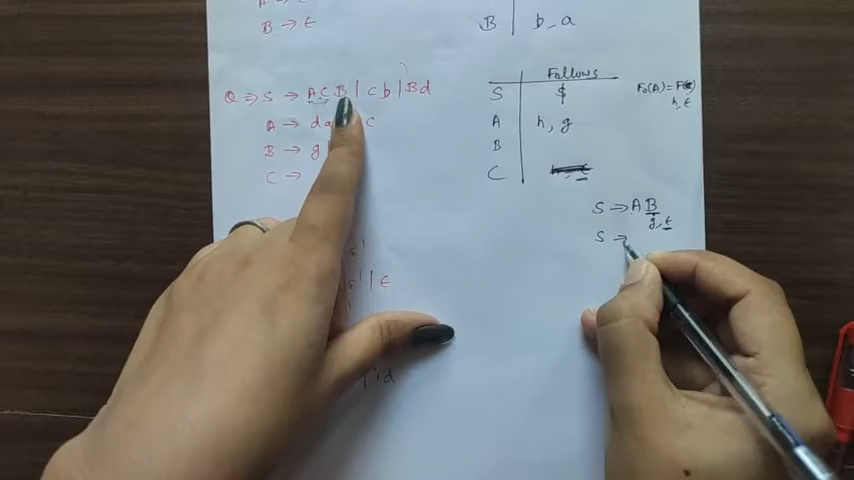 B → ε
B b, a
Q ⇒ S → ACB | Cb | Bd
Follows
S $
Fo(A) = F(C)
h, ε
A → da
C
A h, g
B → g
B
C →
C
S → AB
g, ε
S →
s'
s' | ε
id